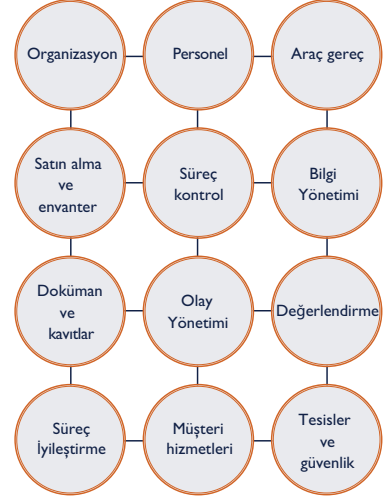 Organizasyon
Personel
Araç gereç
Satın alma
ve
envanter
Süreç
kontrol
Bilgi
Yönetimi
Doküman
ve
kavıtlar
Olay
Yönetimi
Değerlendirme
Süreç
İyileştirme
Müşteri
hizmetleri
Tesisler
ve
güvenlik